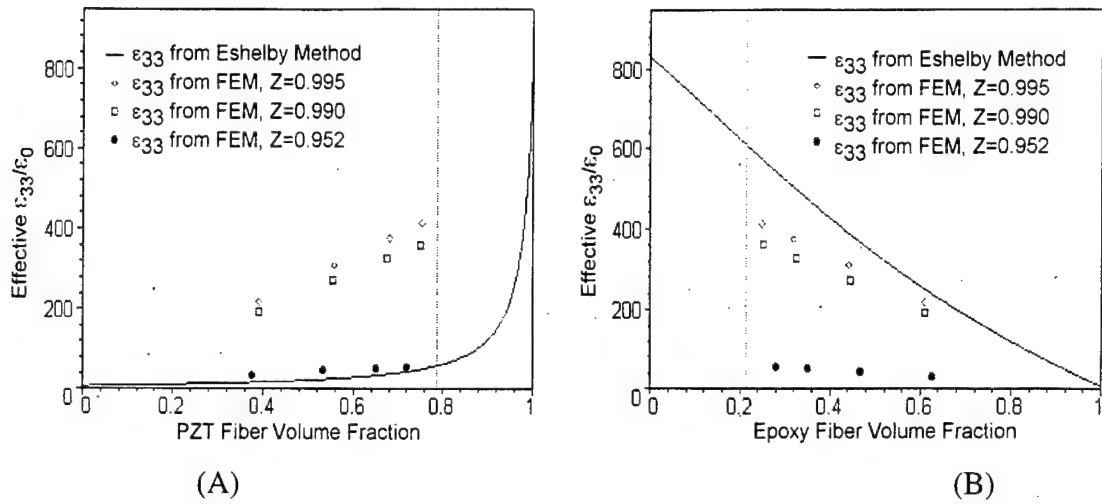 ε33 from Eshelby Method
ε33 from FEM, Z=0.995
ε33 from FEM, Z=0.990
ε33 from FEM, Z=0.952
Effective ε33/ε0
800
600
400
200
0
0 0.2 0.4 0.6 0.8 1
PZT Fiber Volume Fraction
(A)
ε33 from Eshelby Method
ε33 from FEM, Z=0.995
ε33 from FEM, Z=0.990
ε33 from FEM, Z=0.952
Effective ε33/ε0
800
600
400
200
0
0 0.2 0.4 0.6 0.8 1
Epoxy Fiber Volume Fraction
(B)